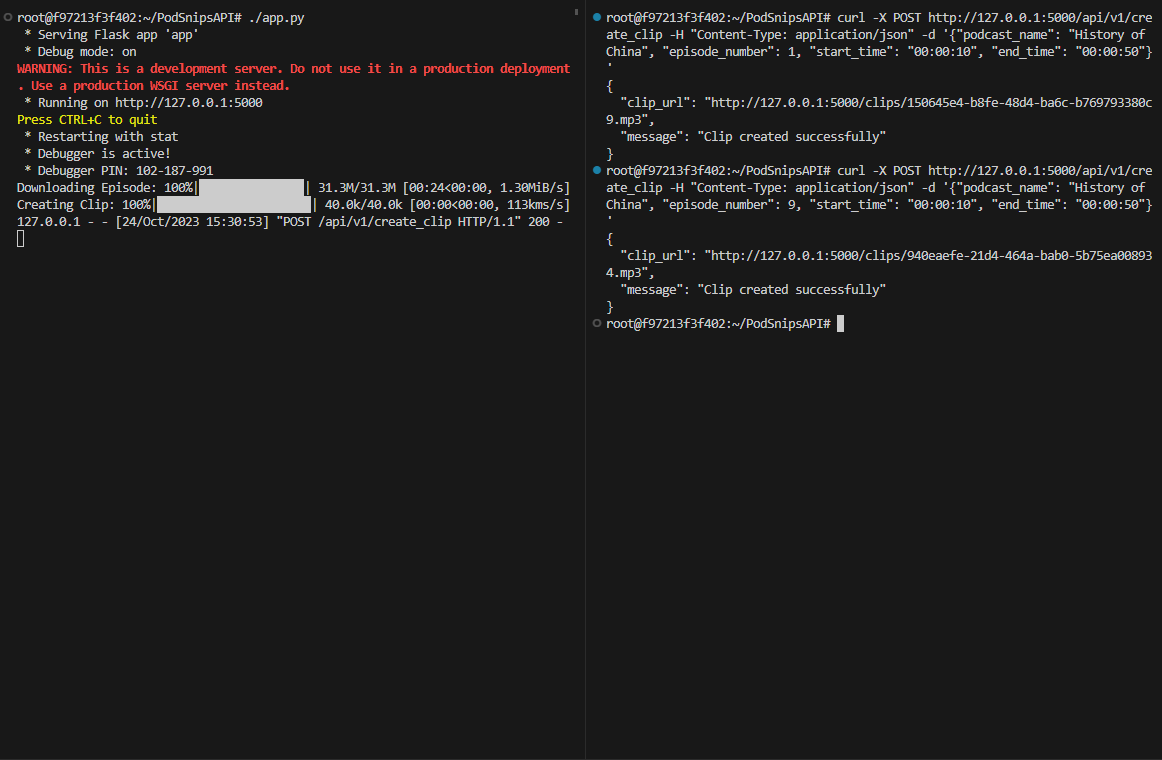 root@f97213f3f402:~/PodSnipsAPI# ./app.py
* Serving Flask app 'app'
* Debug mode: on
WARNING: This is a development server. Do not use it in a production deployment
. Use a production WSGI server instead.
* Running on http://127.0.0.1:5000
Press CTRL+C to quit
* Restarting with stat
* Debugger is active!
* Debugger PIN: 102-187-991
Downloading Episode: 100%|███████████████| 31.3M/31.3M [00:24<00:00, 1.30MiB/s]
Creating Clip: 100%|██████████████████████| 40.0k/40.0k [00:00<00:00, 113kms/s]
127.0.0.1 - - [24/Oct/2023 15:30:53] "POST /api/v1/create_clip HTTP/1.1" 200 -
root@f97213f3f402:~/PodSnipsAPI# curl -X POST http://127.0.0.1:5000/api/v1/cre
ate_clip -H "Content-Type: application/json" -d '{"podcast_name": "History of
China", "episode_number": 1, "start_time": "00:00:10", "end_time": "00:00:50"}
'
{
"clip_url": "http://127.0.0.1:5000/clips/150645e4-b8fe-48d4-ba6c-b769793380c
9.mp3",
"message": "Clip created successfully"
}
root@f97213f3f402:~/PodSnipsAPI# curl -X POST http://127.0.0.1:5000/api/v1/cre
ate_clip -H "Content-Type: application/json" -d '{"podcast_name": "History of
China", "episode_number": 9, "start_time": "00:00:10", "end_time": "00:00:50"}
'
{
"clip_url": "http://127.0.0.1:5000/clips/940eaefe-21d4-464a-bab0-5b75ea00893
4.mp3",
"message": "Clip created successfully"
}
root@f97213f3f402:~/PodSnipsAPI#